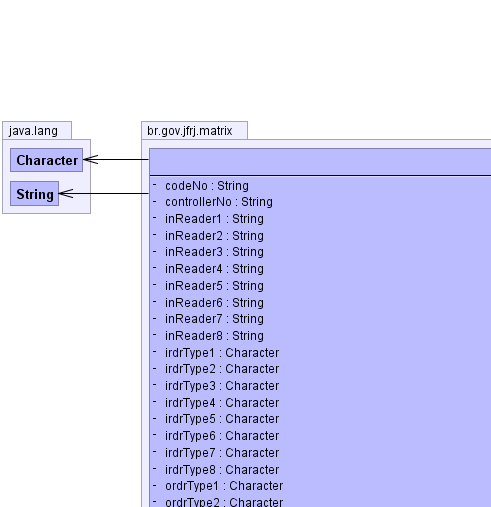 java.lang
br.gov.jfrj.matrix
Character
String
- codeNo : String
- controllerNo : String
- inReader1 : String
- inReader2 : String
- inReader3 : String
- inReader4 : String
- inReader5 : String
- inReader6 : String
- inReader7 : String
- inReader8 : String
- irdrType1 : Character
- irdrType2 : Character
- irdrType3 : Character
- irdrType4 : Character
- irdrType5 : Character
- irdrType6 : Character
- irdrType7 : Character
- irdrType8 : Character
- ordrType1 : Character
- ordrType2 : Character